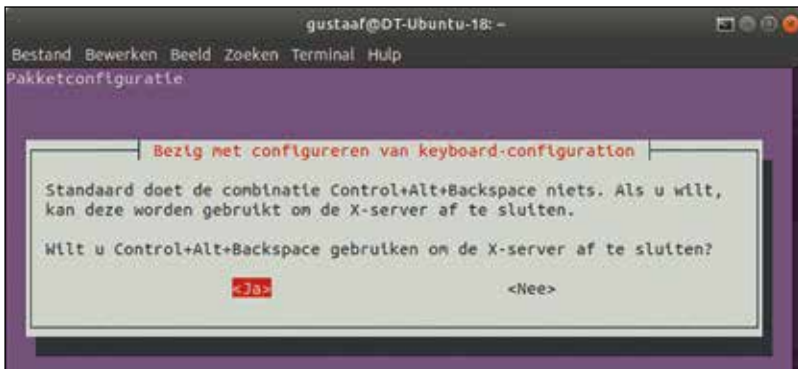 gustaaf@DT-Ubuntu-18: ~
Bestand Bewerken Beeld Zoeken Terminal Hulp
Pakketconfiguratie
Bezig met configureren van keyboard-configuration
Standaard doet de combinatie Control+Alt+Backspace niets. Als u wilt,
kan deze worden gebruikt om de X-server af te sluiten.
Wilt u Control+Alt+Backspace gebruiken om de X-server af te sluiten?
<Ja> <Nee>